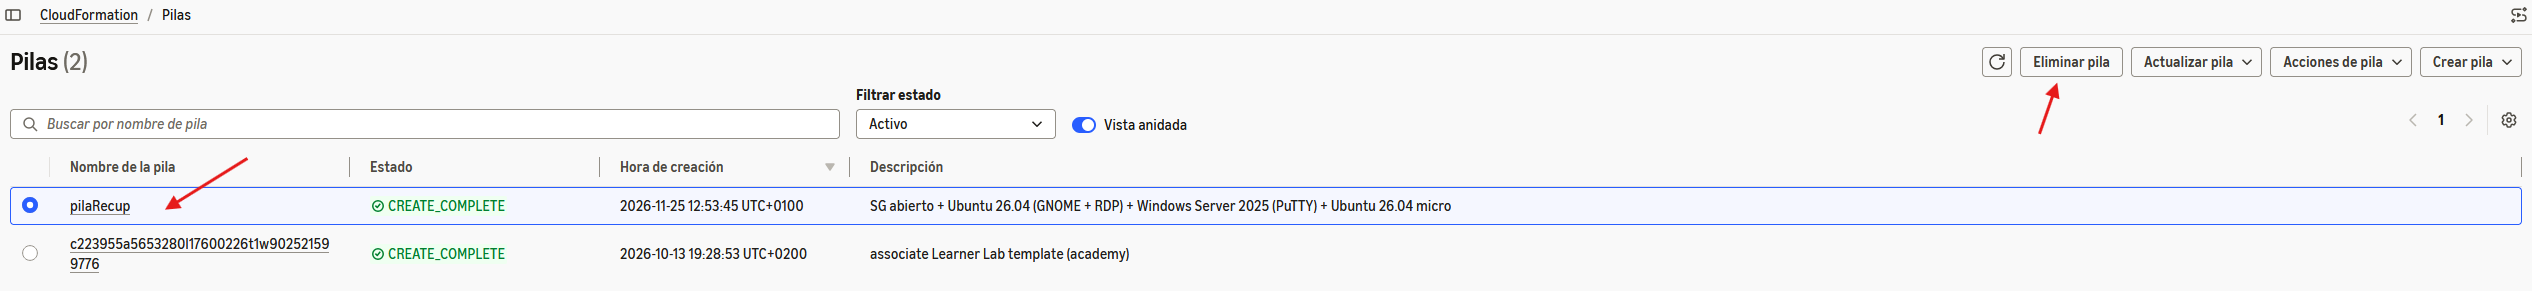 CloudFormation / Pilas
Pilas (2)
Eliminar pila
Actualizar pila
Acciones de pila
Crear pila
Filtrar estado
Buscar por nombre de pila
Activo
Vista anidada
1
Nombre de la pila
Estado
Hora de creación
Descripción
pilaRecup
CREATE_COMPLETE
2026-11-25 12:53:45 UTC+0100
SG abierto + Ubuntu 26.04 (GNOME + RDP) + Windows Server 2025 (PuTTY) + Ubuntu 26.04 micro
c223955a5653280l17600226t1w90252159
9776
CREATE_COMPLETE
2026-10-13 19:28:53 UTC+0200
associate Learner Lab template (academy)